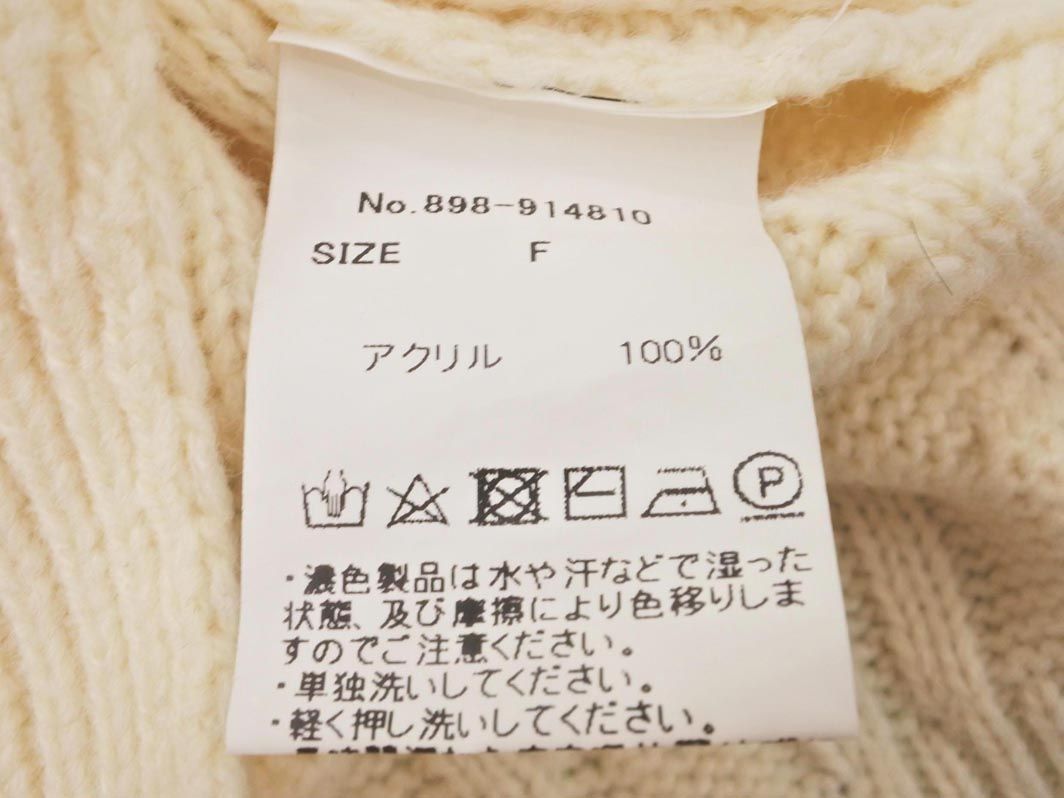 No.898-914810
SIZE F
アクリル 100%
P
・濃色製品は水や汗などで湿った
状態、及び摩擦により色移りしま
すのでご注意ください。
・単独洗いしてください。
・軽く押し洗いしてください。